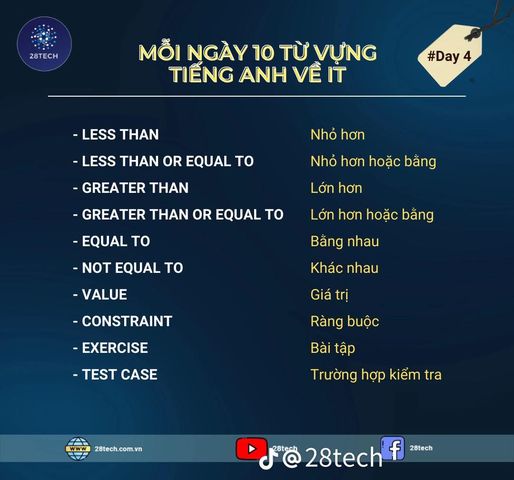 28TECH
MỖI NGÀY 10 TỪ VỰNG
TIẾNG ANH VỀ IT
#Day 4
- LESS THAN Nhỏ hơn
- LESS THAN OR EQUAL TO Nhỏ hơn hoặc bằng
- GREATER THAN Lớn hơn
- GREATER THAN OR EQUAL TO Lớn hơn hoặc bằng
- EQUAL TO Bằng nhau
- NOT EQUAL TO Khác nhau
- VALUE Giá trị
- CONSTRAINT Ràng buộc
- EXERCISE Bài tập
- TEST CASE Trường hợp kiểm tra
WWW 28tech.com.vn 28tech 28tech
@28tech